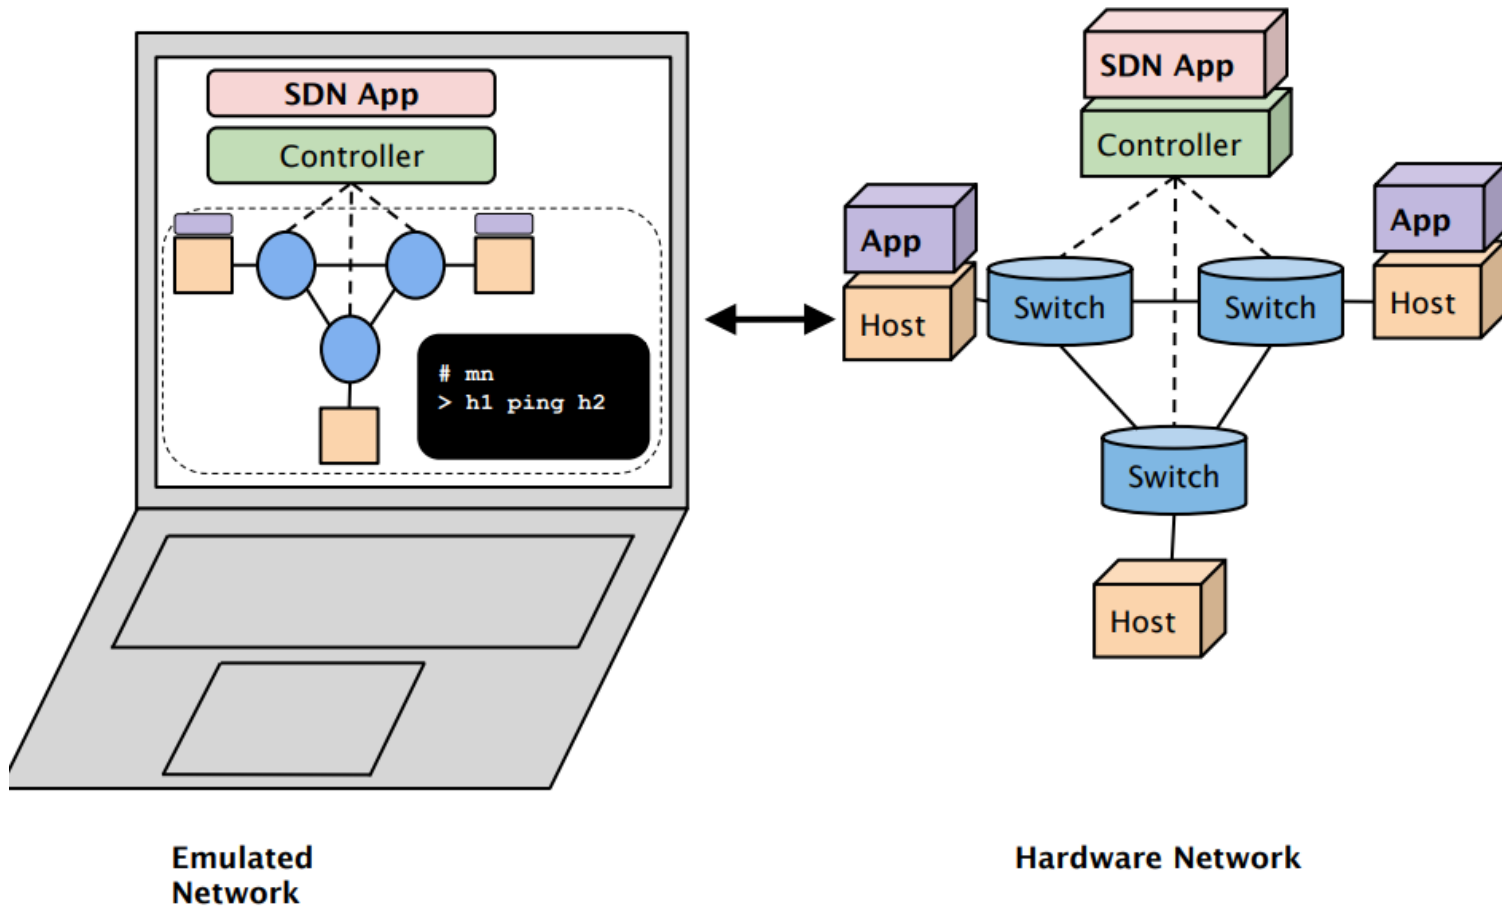 SDN App
Controller
# mn
> h1 ping h2
SDN App
Controller
App
App
Host
Switch
Switch
Host
Switch
Host
Emulated
Network
Hardware Network